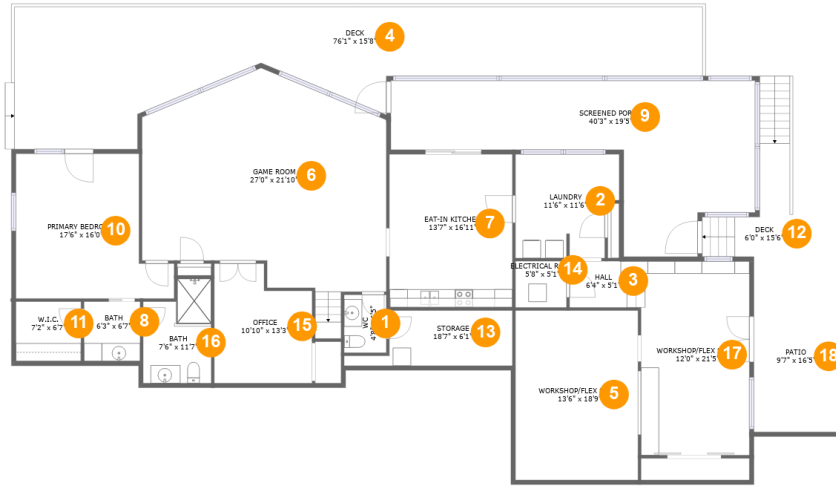 DECK
76'1" x 15'8"
4
SCREENED POR
40'3" x 19'5"
9
GAME ROOM
27'0" x 21'10"
6
LAUNDRY
11'6" x 11'6"
2
PRIMARY BEDRO
17'6" x 16'0"
10
EAT-IN KITCHE
13'7" x 16'11"
7
DECK
6'0" x 15'6"
12
ELECTRICAL R
5'8" x 5'1"
14
HALL
6'4" x 5'1"
3
W.I.C.
7'2" x 6'7"
11
BATH
6'3" x 6'7"
8
BATH
7'6" x 11'7"
16
OFFICE
10'10" x 13'3"
15
WC
1
STORAGE
18'7" x 6'1"
13
WORKSHOP/FLEX
12'0" x 21'5"
17
PATIO
9'7" x 16'5"
18
WORKSHOP/FLEX
13'6" x 18'9"
5